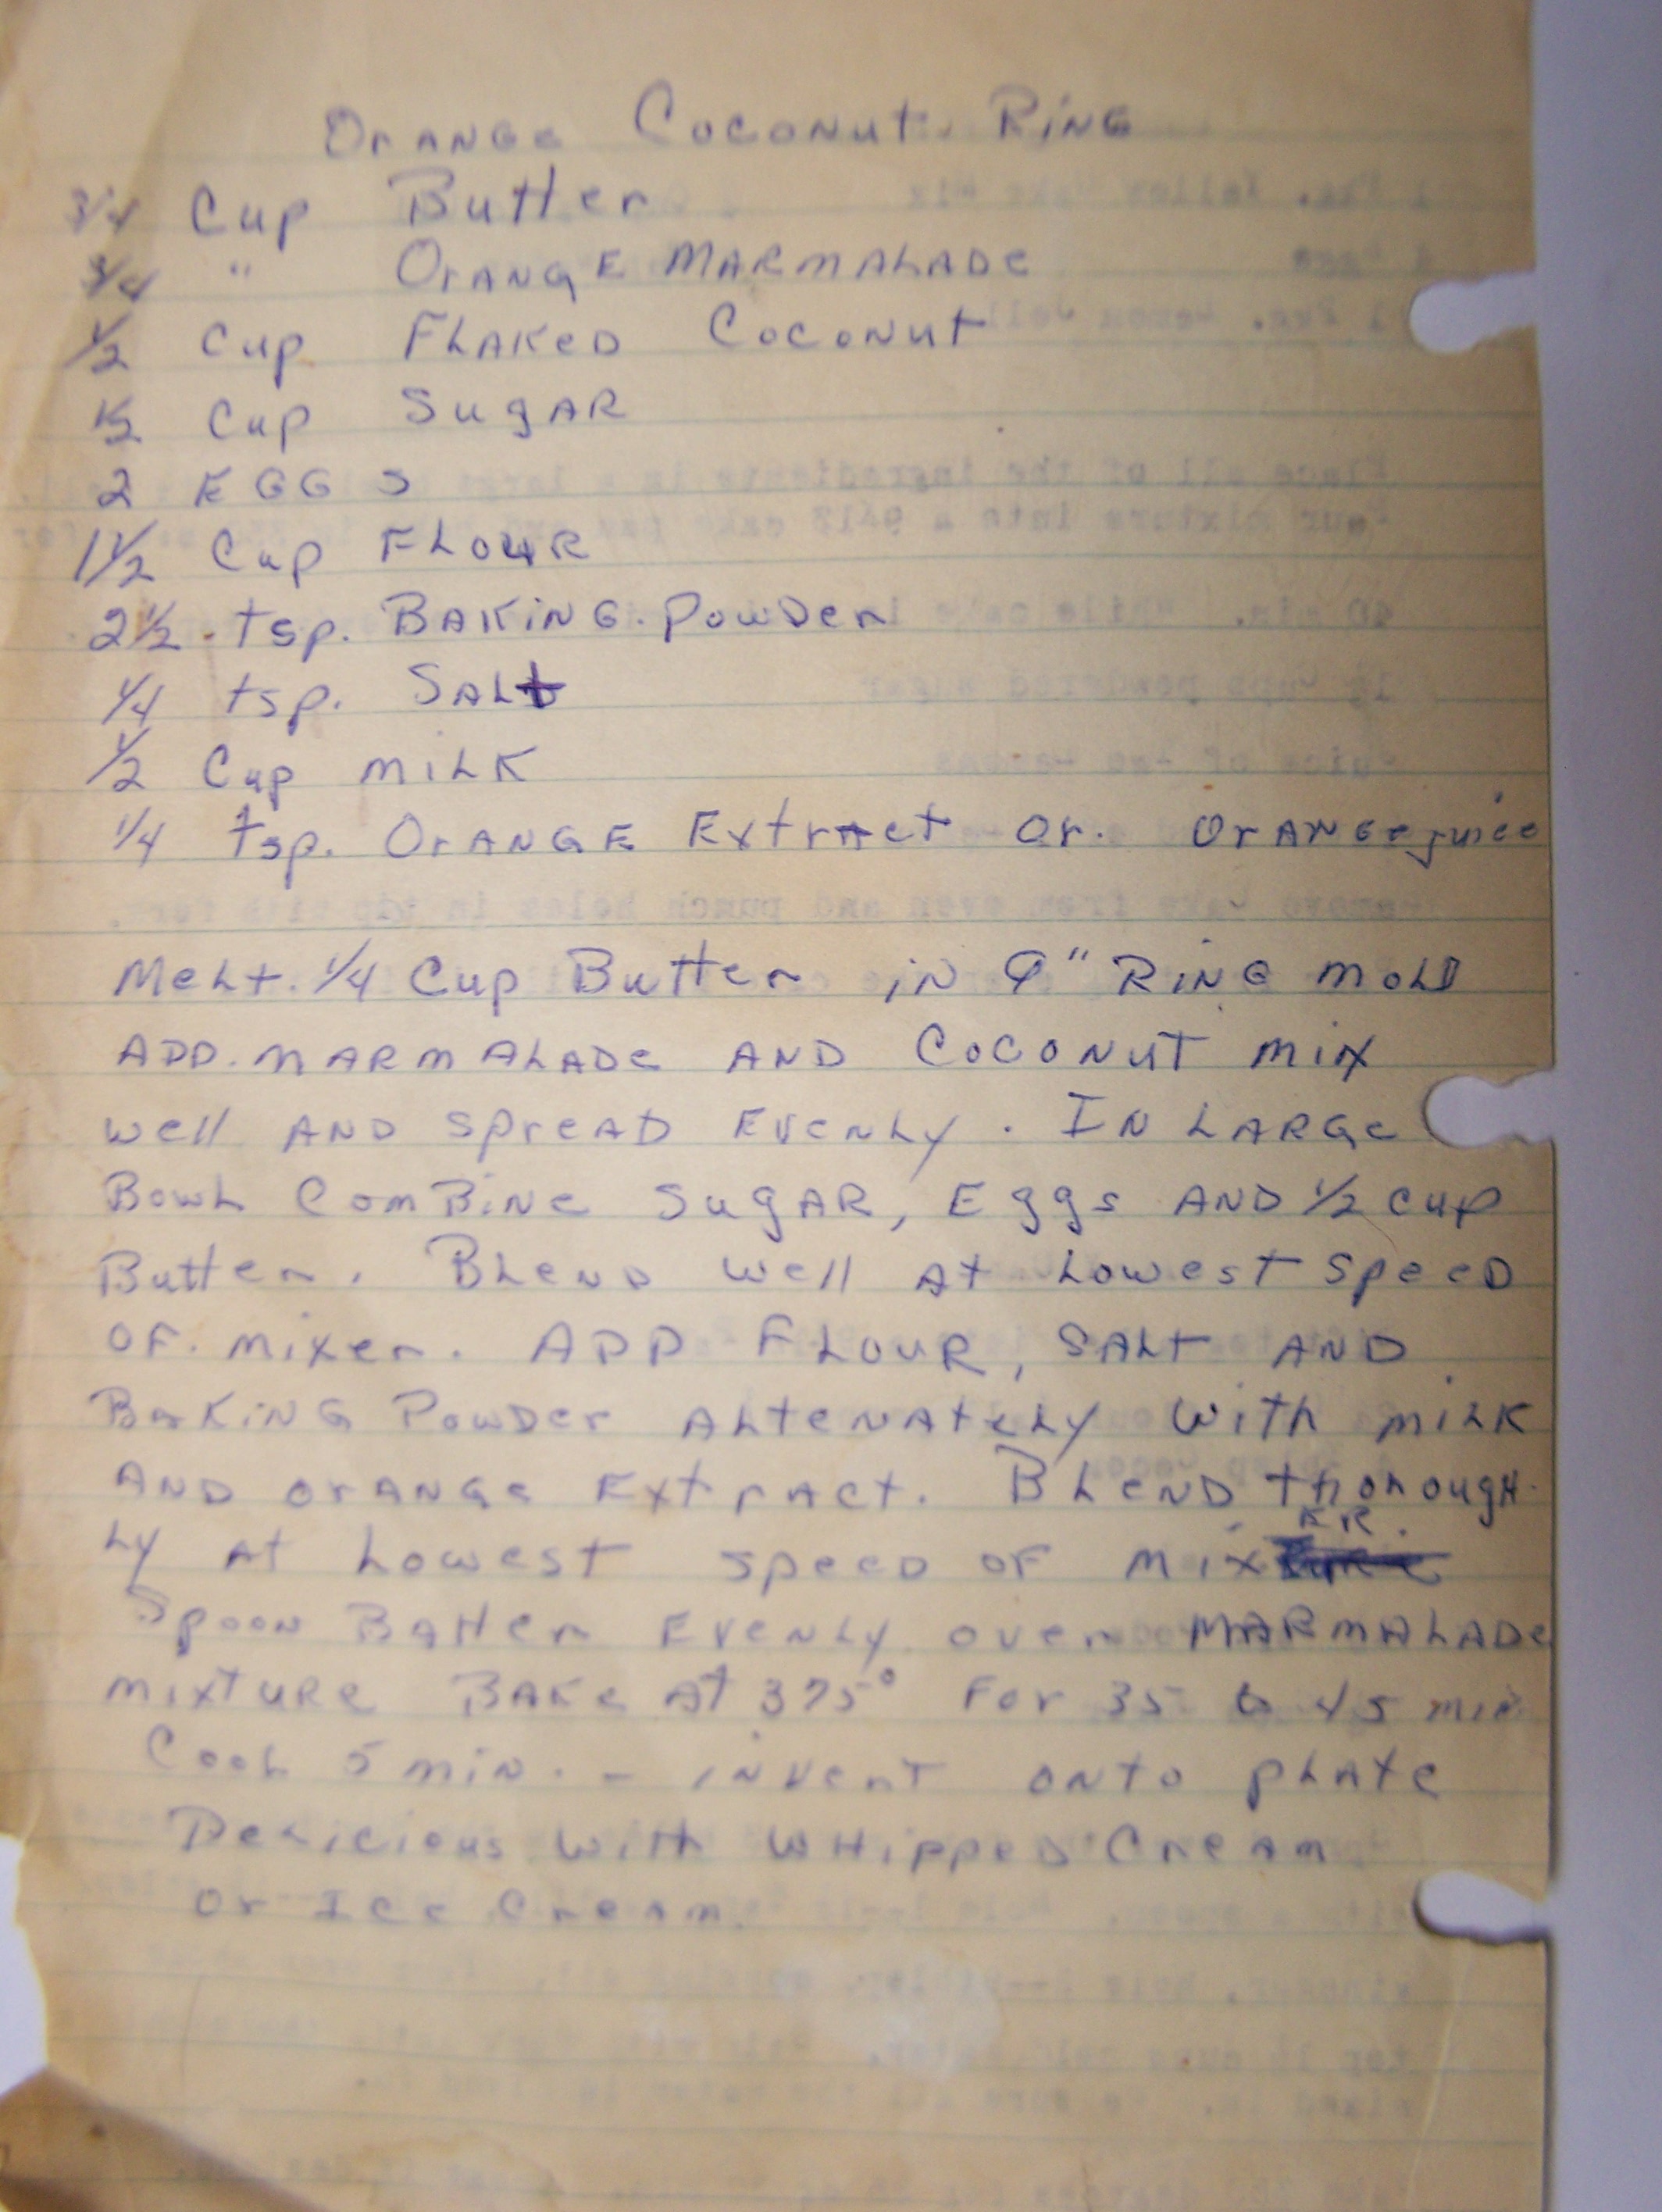 Orange Coconut Ring
3/4 Cup Butter
3/4 " Orange Marmalade
1/2 Cup Flaked Coconut
1/2 Cup Sugar
2 Eggs
1 1/2 Cup Flour
2 1/2 tsp. Baking Powder
1/4 tsp. Salt
1/2 Cup Milk
1/4 tsp. Orange Extract or. Orange juice
Melt. 1/4 Cup Butter in 9" Ring Mold
Add. Marmalade and Coconut mix
well and spread evenly. In large
Bowl Combine Sugar, Eggs and 1/2 cup
Butter. Blend well at Lowest speed
of. mixer. Add Flour, Salt and
Baking Powder Altenately with milk
and orange Extract. Blend thorough-
ly at Lowest speed of mixer.
Spoon Batter Evenly over Marmalade
mixture Bake at 375° For 35 to 45 min
Cool 5 min. - invert onto plate
Delicious with whipped Cream
or Ice Cream.